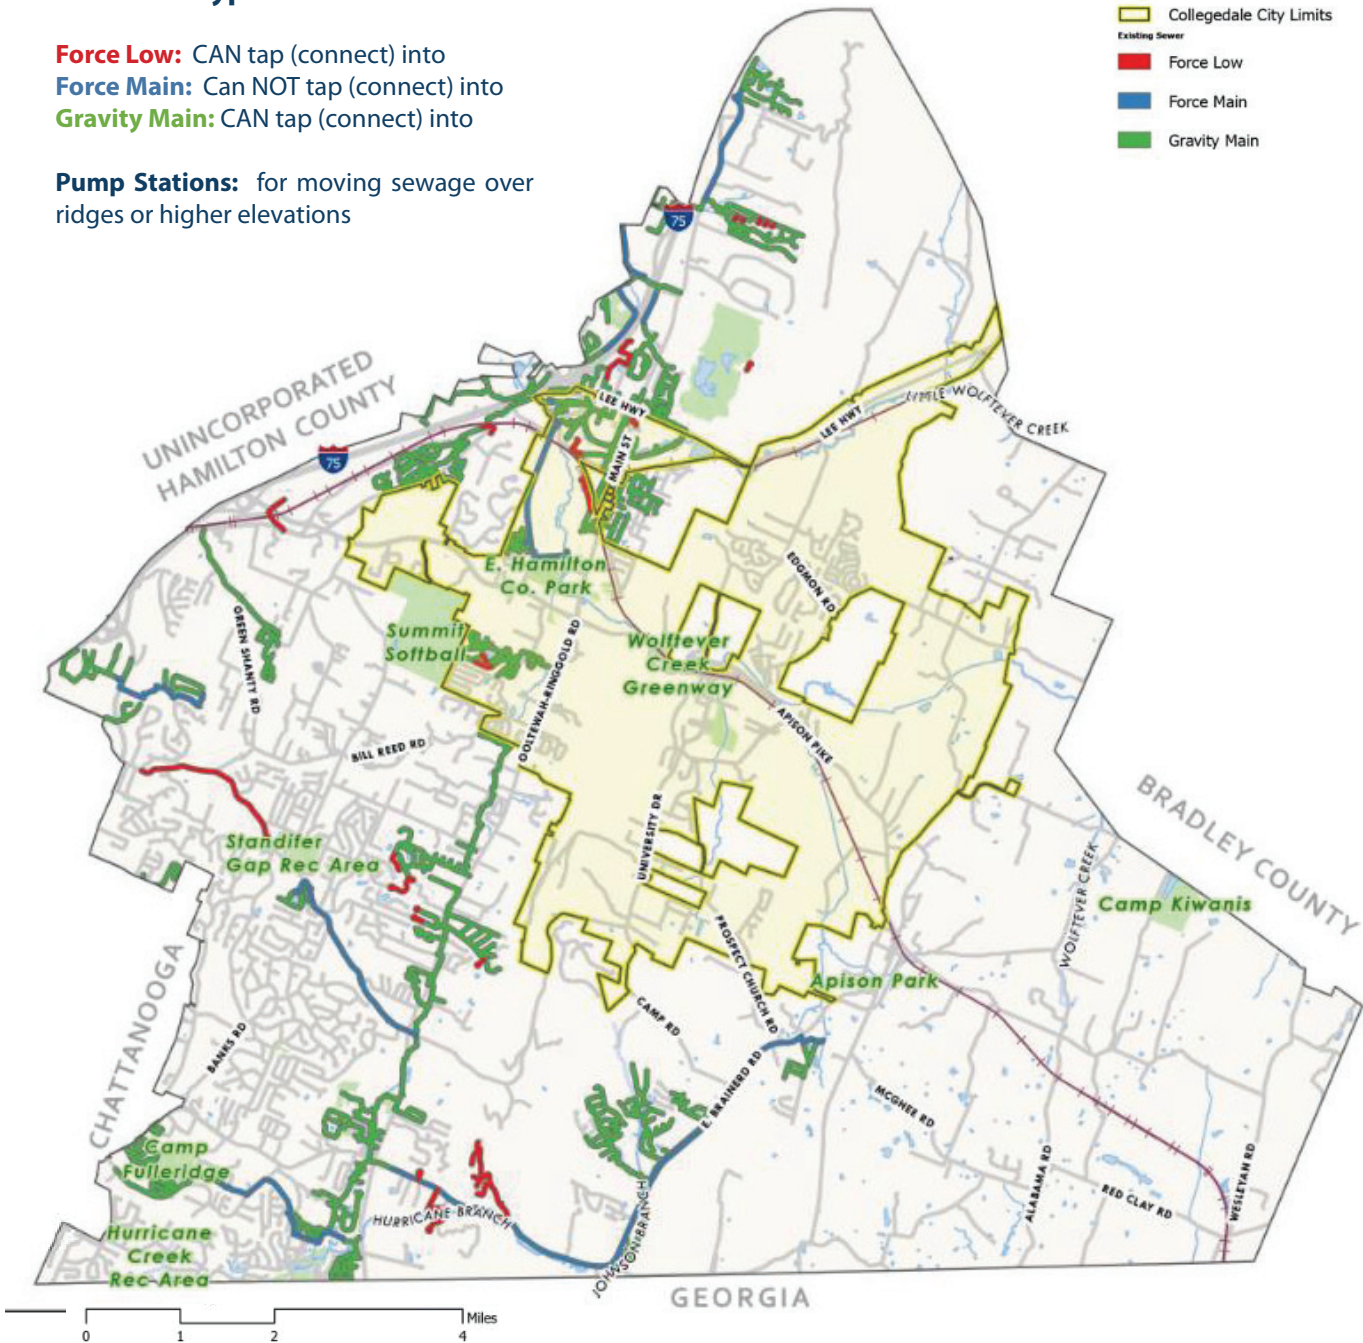 Force Low: CAN tap (connect) into
Force Main: Can NOT tap (connect) into
Gravity Main: CAN tap (connect) into
Pump Stations: for moving sewage over
ridges or higher elevations
Collegedale City Limits
Existing Sewer
Force Low
Force Main
Gravity Main
75
UNINCORPORATED
HAMILTON COUNTY
75
LEE HWY
LEE HWY
LITTLE WOLFTEVER CREEK
MAIN ST
E. Hamilton
Co. Park
EDGMON RD
GREEN SHANTY RD
Summit
Softball
OOLTEWAH-RINGGOLD RD
Wolftever
Creek
Greenway
APISON PIKE
BILL REED RD
BRADLEY COUNTY
UNIVERSITY DR
Standifer
Gap Rec Area
WOLFTEVER CREEK
Camp Kiwanis
PROSPECT CHURCH RD
Apison Park
CHATTANOOGA
CAMP RD
BANKS RD
E. BRAINERD RD
MCGHER RD
Camp
Fulleridge
ALABAMA RD
RED CLAY RD
WESLEYAN RD
HURRICANE BRANCH
JOHNSON BRANCH
Hurricane
Creek
Rec-Area
GEORGIA
Miles
0 1 2 4